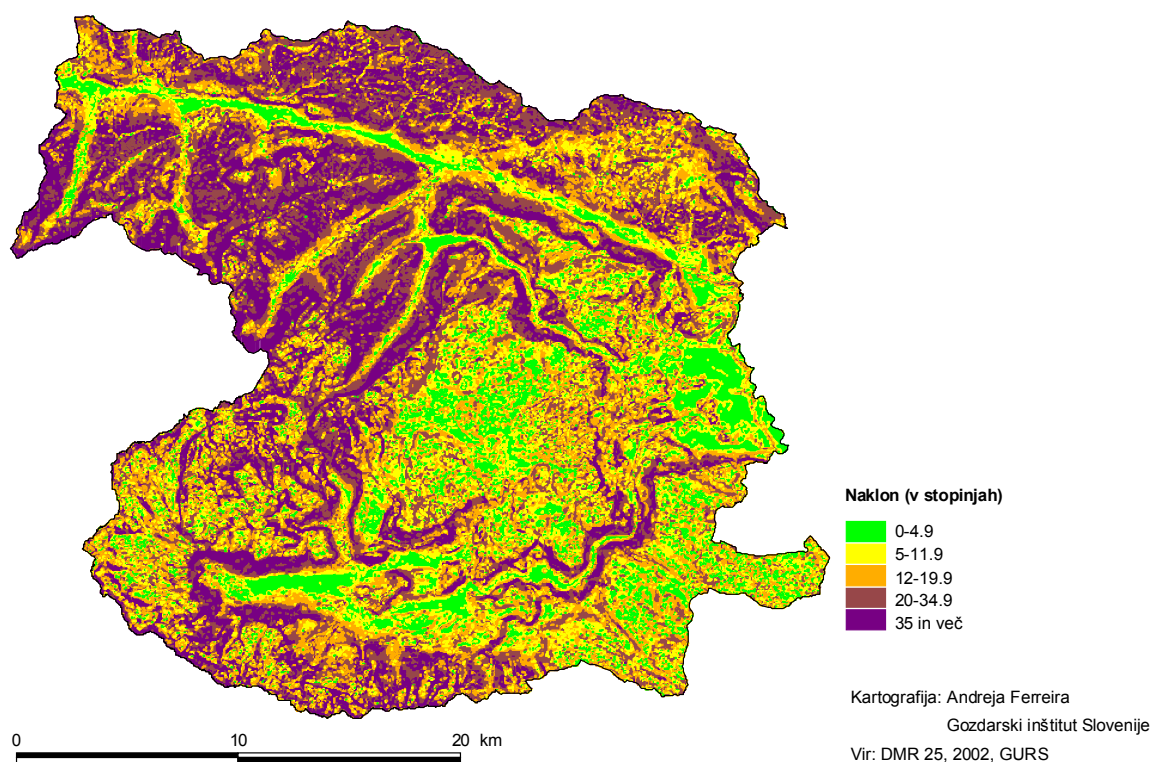 Naklon (v stopinjah)
0-4.9
5-11.9
12-19.9
20-34.9
35 in več
Kartografija: Andreja Ferreira
Gozdarski inštitut Slovenije
Vir: DMR 25, 2002, GURS
0 10 20 km